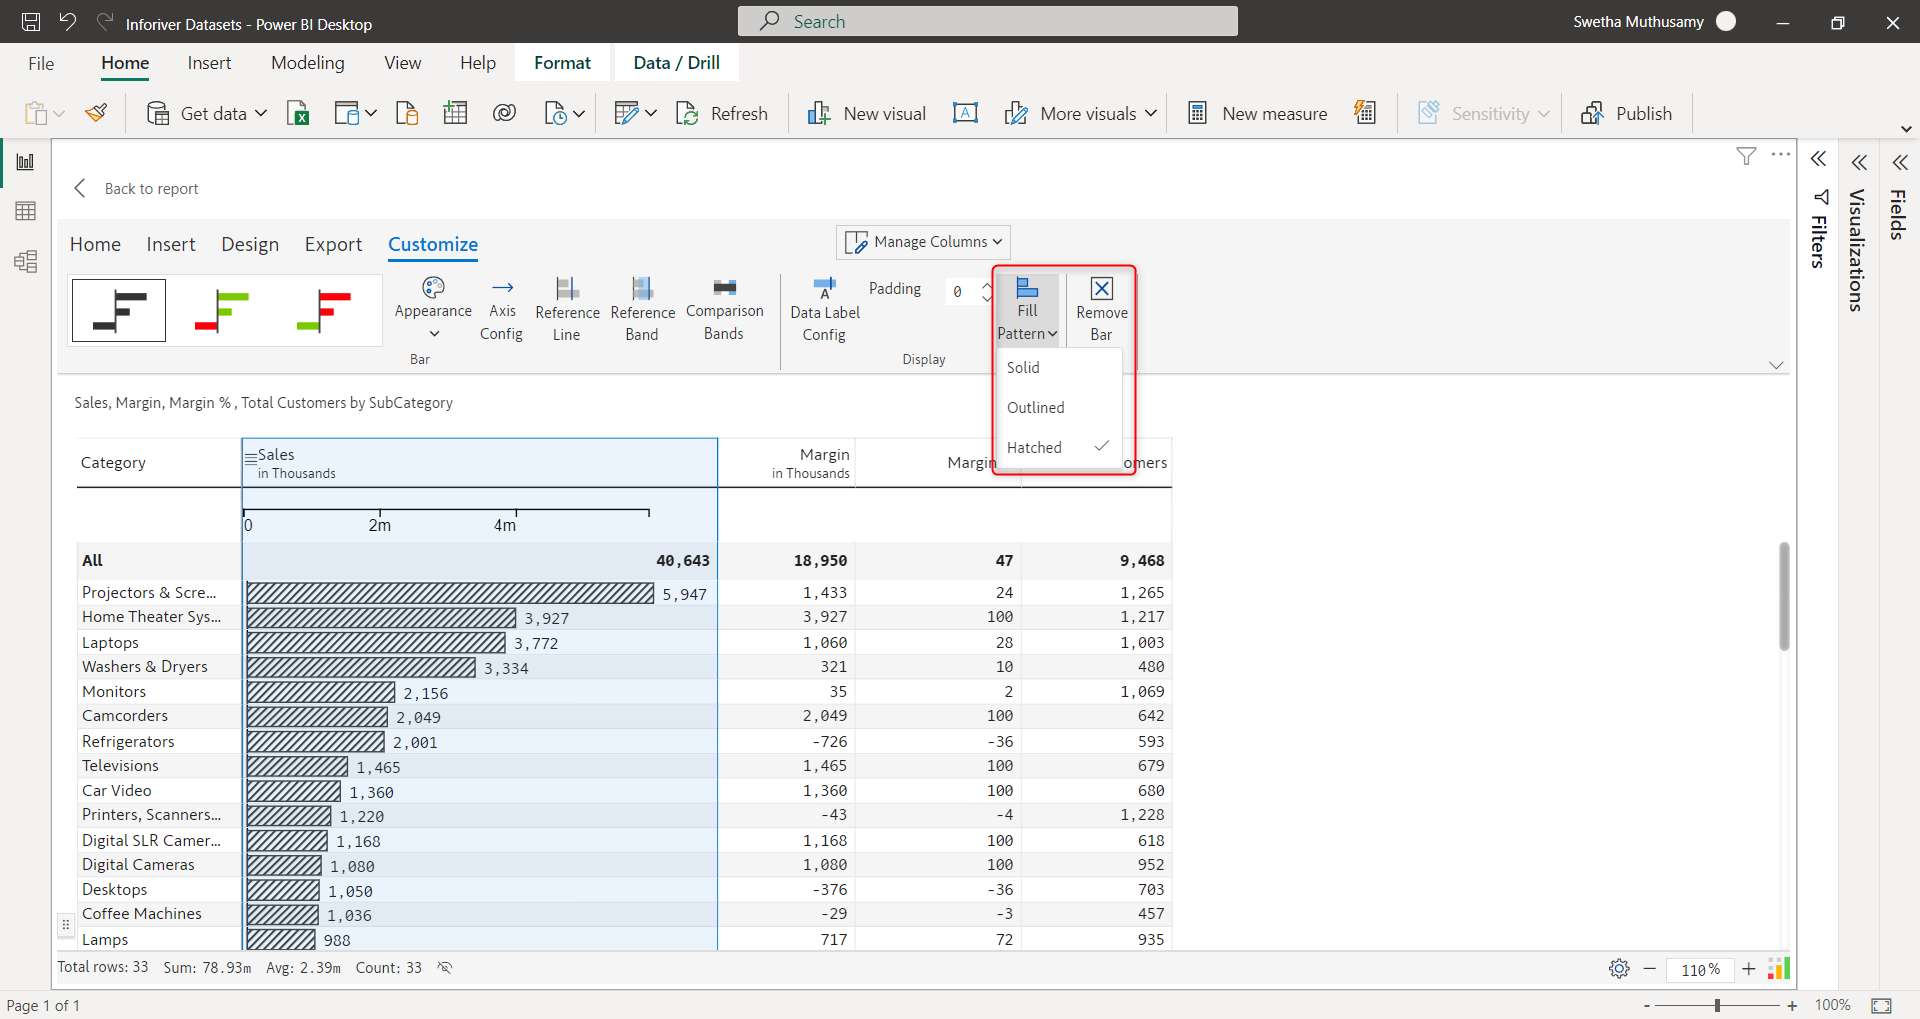 Inforiver Datasets - Power BI Desktop
Search
Swetha Muthusamy
File Home Insert Modeling View Help Format Data / Drill
Get data Refresh New visual A More visuals New measure Sensitivity Publish
Back to report
Home Insert Design Export Customize
Manage Columns
Appearance
Axis Config
Reference Line
Reference Band
Comparison Bands
Bar
Data Label Config
Padding 0
Display
Fill Pattern
Remove Bar
Solid
Outlined
Hatched
Filters
Visualizations
Fields
Sales, Margin, Margin % , Total Customers by SubCategory
Category Sales in Thousands Margin in Thousands Margin omers
0 2m 4m
All 40,643 18,950 47 9,468
Projectors & Scre... 5,947 1,433 24 1,265
Home Theater Sys... 3,927 3,927 100 1,217
Laptops 3,772 1,060 28 1,003
Washers & Dryers 3,334 321 10 480
Monitors 2,156 35 2 1,069
Camcorders 2,049 2,049 100 642
Refrigerators 2,001 -726 -36 593
Televisions 1,465 1,465 100 679
Car Video 1,360 1,360 100 680
Printers, Scanners... 1,220 -43 -4 1,228
Digital SLR Camer... 1,168 1,168 100 618
Digital Cameras 1,080 1,080 100 952
Desktops 1,050 -376 -36 703
Coffee Machines 1,036 -29 -3 457
Lamps 988 717 72 935
Total rows: 33 Sum: 78.93m Avg: 2.39m Count: 33
110 %
Page 1 of 1
100%